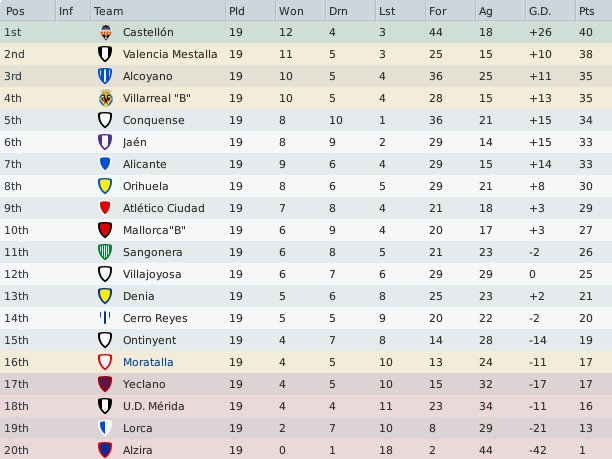 Pos Inf Team Pld Won Drn Lst For Ag G.D. Pts
1st Castellón 19 12 4 3 44 18 +26 40
2nd Valencia Mestalla 19 11 5 3 25 15 +10 38
3rd Alcoyano 19 10 5 4 36 25 +11 35
4th Villarreal "B" 19 10 5 4 28 15 +13 35
5th Conquense 19 8 10 1 36 21 +15 34
6th Jaén 19 8 9 2 29 14 +15 33
7th Alicante 19 9 6 4 29 15 +14 33
8th Orihuela 19 8 6 5 29 21 +8 30
9th Atlético Ciudad 19 7 8 4 21 18 +3 29
10th Mallorca"B" 19 6 9 4 20 17 +3 27
11th Sangonera 19 6 8 5 21 23 -2 26
12th Villajoyosa 19 6 7 6 29 29 0 25
13th Denia 19 5 6 8 25 23 +2 21
14th Cerro Reyes 19 5 5 9 20 22 -2 20
15th Ontinyent 19 4 7 8 14 28 -14 19
16th Moratalla 19 4 5 10 13 24 -11 17
17th Yeclano 19 4 5 10 15 32 -17 17
18th U.D. Mérida 19 4 4 11 23 34 -11 16
19th Lorca 19 2 7 10 8 29 -21 13
20th Alzira 19 0 1 18 2 44 -42 1